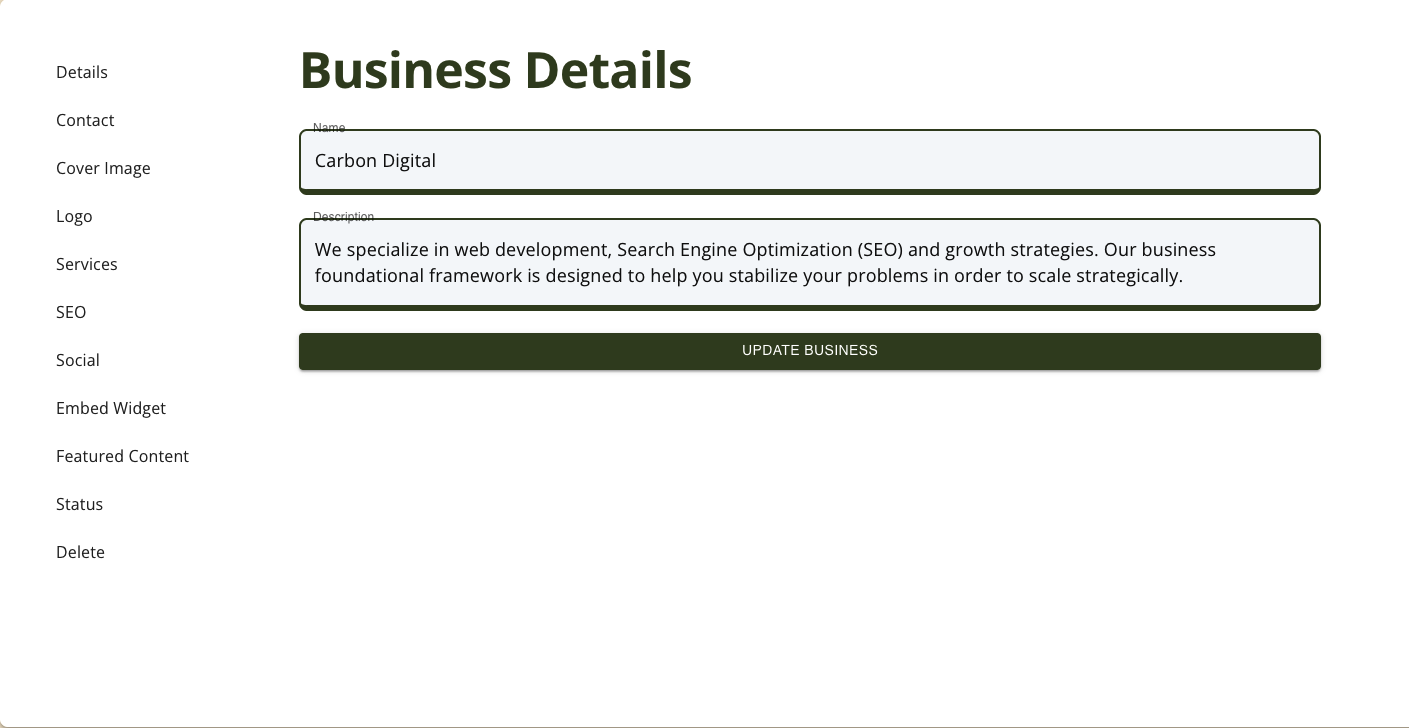 Details
Contact
Cover Image
Logo
Services
SEO
Social
Embed Widget
Featured Content
Status
Delete
Business Details
Name
Carbon Digital
Description
We specialize in web development, Search Engine Optimization (SEO) and growth strategies. Our business
foundational framework is designed to help you stabilize your problems in order to scale strategically.
UPDATE BUSINESS